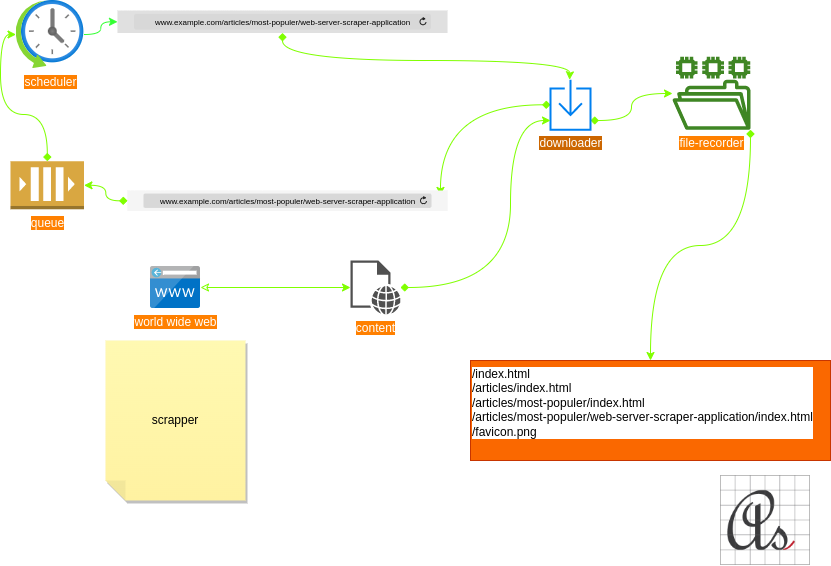 www.example.com/articles/most-populer/web-server-scraper-application
scheduler
downloader
file-recorder
www.example.com/articles/most-populer/web-server-scraper-application
queue
WWW
world wide web
content
scrapper
/index.html
/articles/index.html
/articles/most-populer/index.html
/articles/most-populer/web-server-scraper-application/index.html
/favicon.png